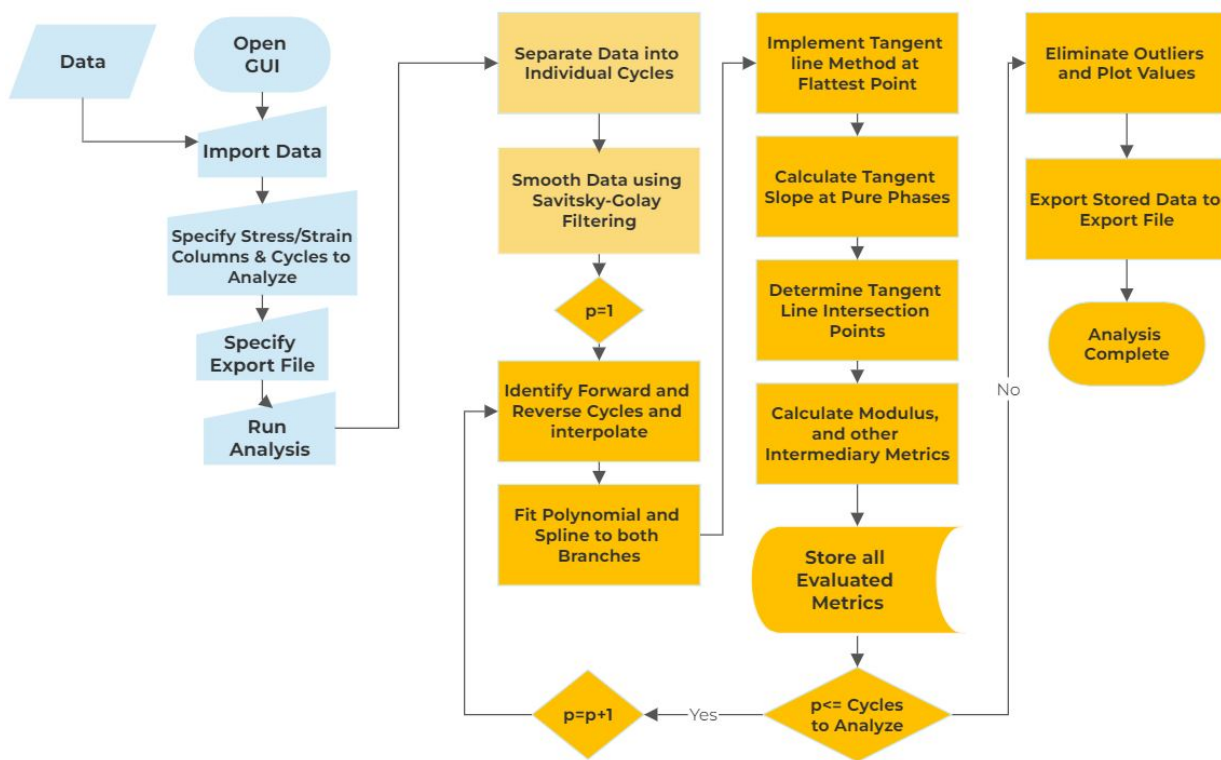 Data
Open
GUI
Import Data
Specify Stress/Strain
Columns & Cycles to
Analyze
Specify
Export File
Run
Analysis
Separate Data into
Individual Cycles
Smooth Data using
Savitsky-Golay
Filtering
p=1
Identify Forward and
Reverse Cycles and
interpolate
Fit Polynomial and
Spline to both
Branches
Implement Tangent
line Method at
Flattest Point
Calculate Tangent
Slope at Pure Phases
Determine Tangent
Line Intersection
Points
Calculate Modulus,
and other
Intermediary Metrics
Store all
Evaluated
Metrics
p<= Cycles
to Analyze
Yes
p=p+1
No
Eliminate Outliers
and Plot Values
Export Stored Data to
Export File
Analysis
Complete